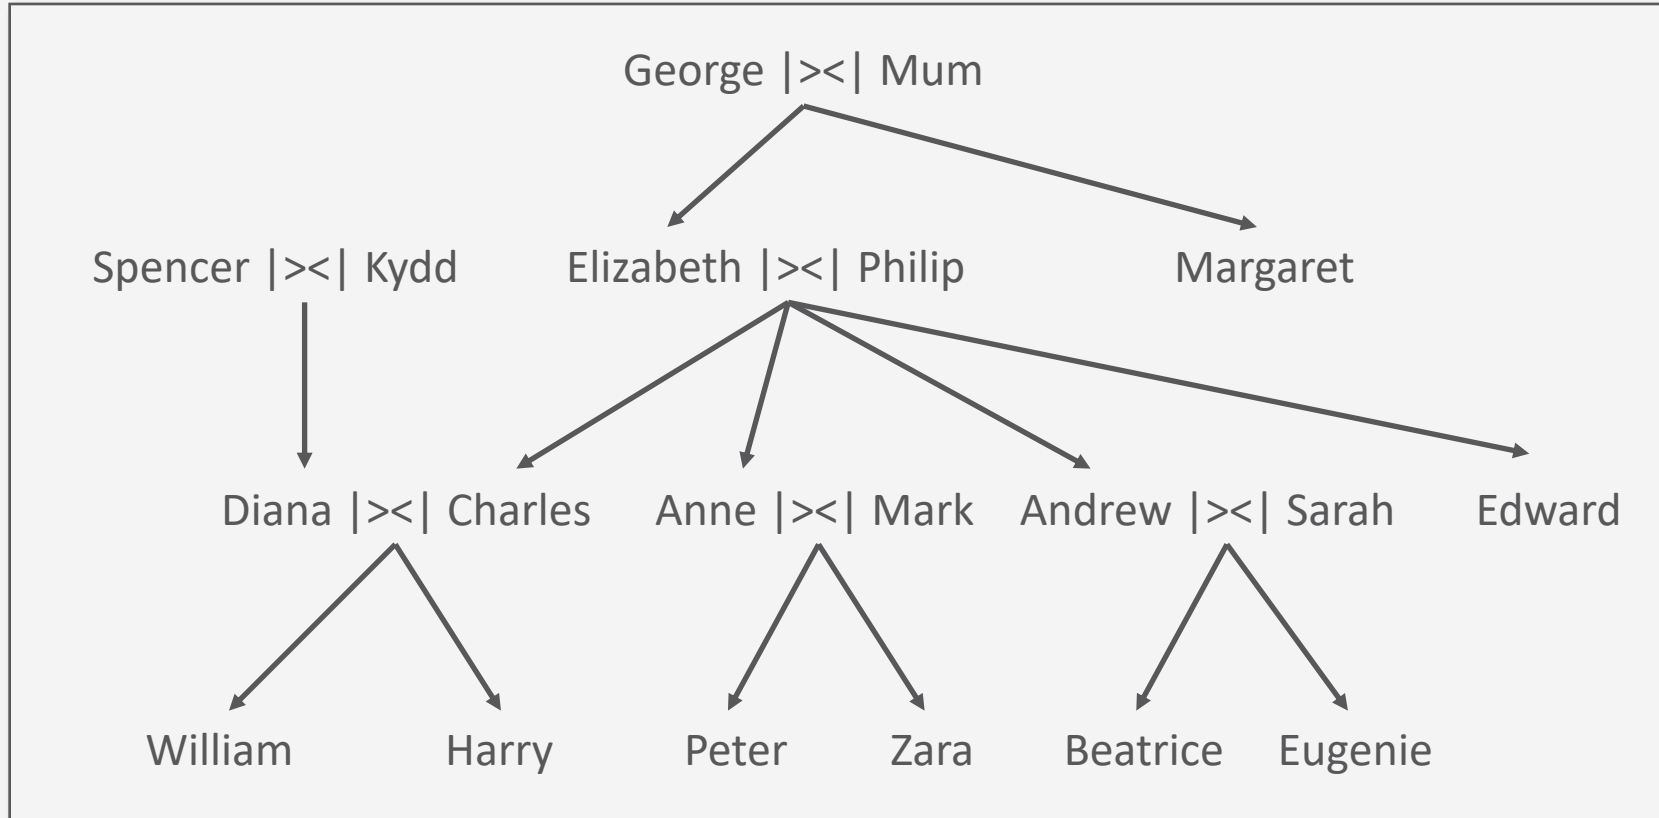 George |><| Mum
Spencer |><| Kydd Elizabeth |><| Philip Margaret
Diana |><| Charles Anne |><| Mark Andrew |><| Sarah Edward
William Harry Peter Zara Beatrice Eugenie